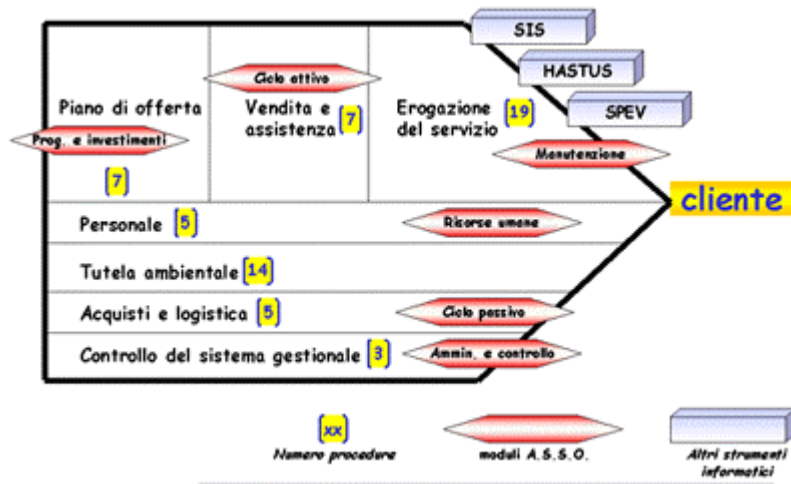 SIS
HASTUS
SPEV
Ciclo attivo
Piano di offerta
Vendita e
assistenza [7]
Erogazione [19]
del servizio
Prog. e investimenti
[7]
Manutenzione
cliente
Personale [5]
Risorse umane
Tutela ambientale [14]
Acquisti e logistica [5]
Ciclo passivo
Controllo del sistema gestionale [3]
Ammin. e controllo
[xx]
Numero procedure
moduli A.S.S.O.
Altri strumenti
informatici